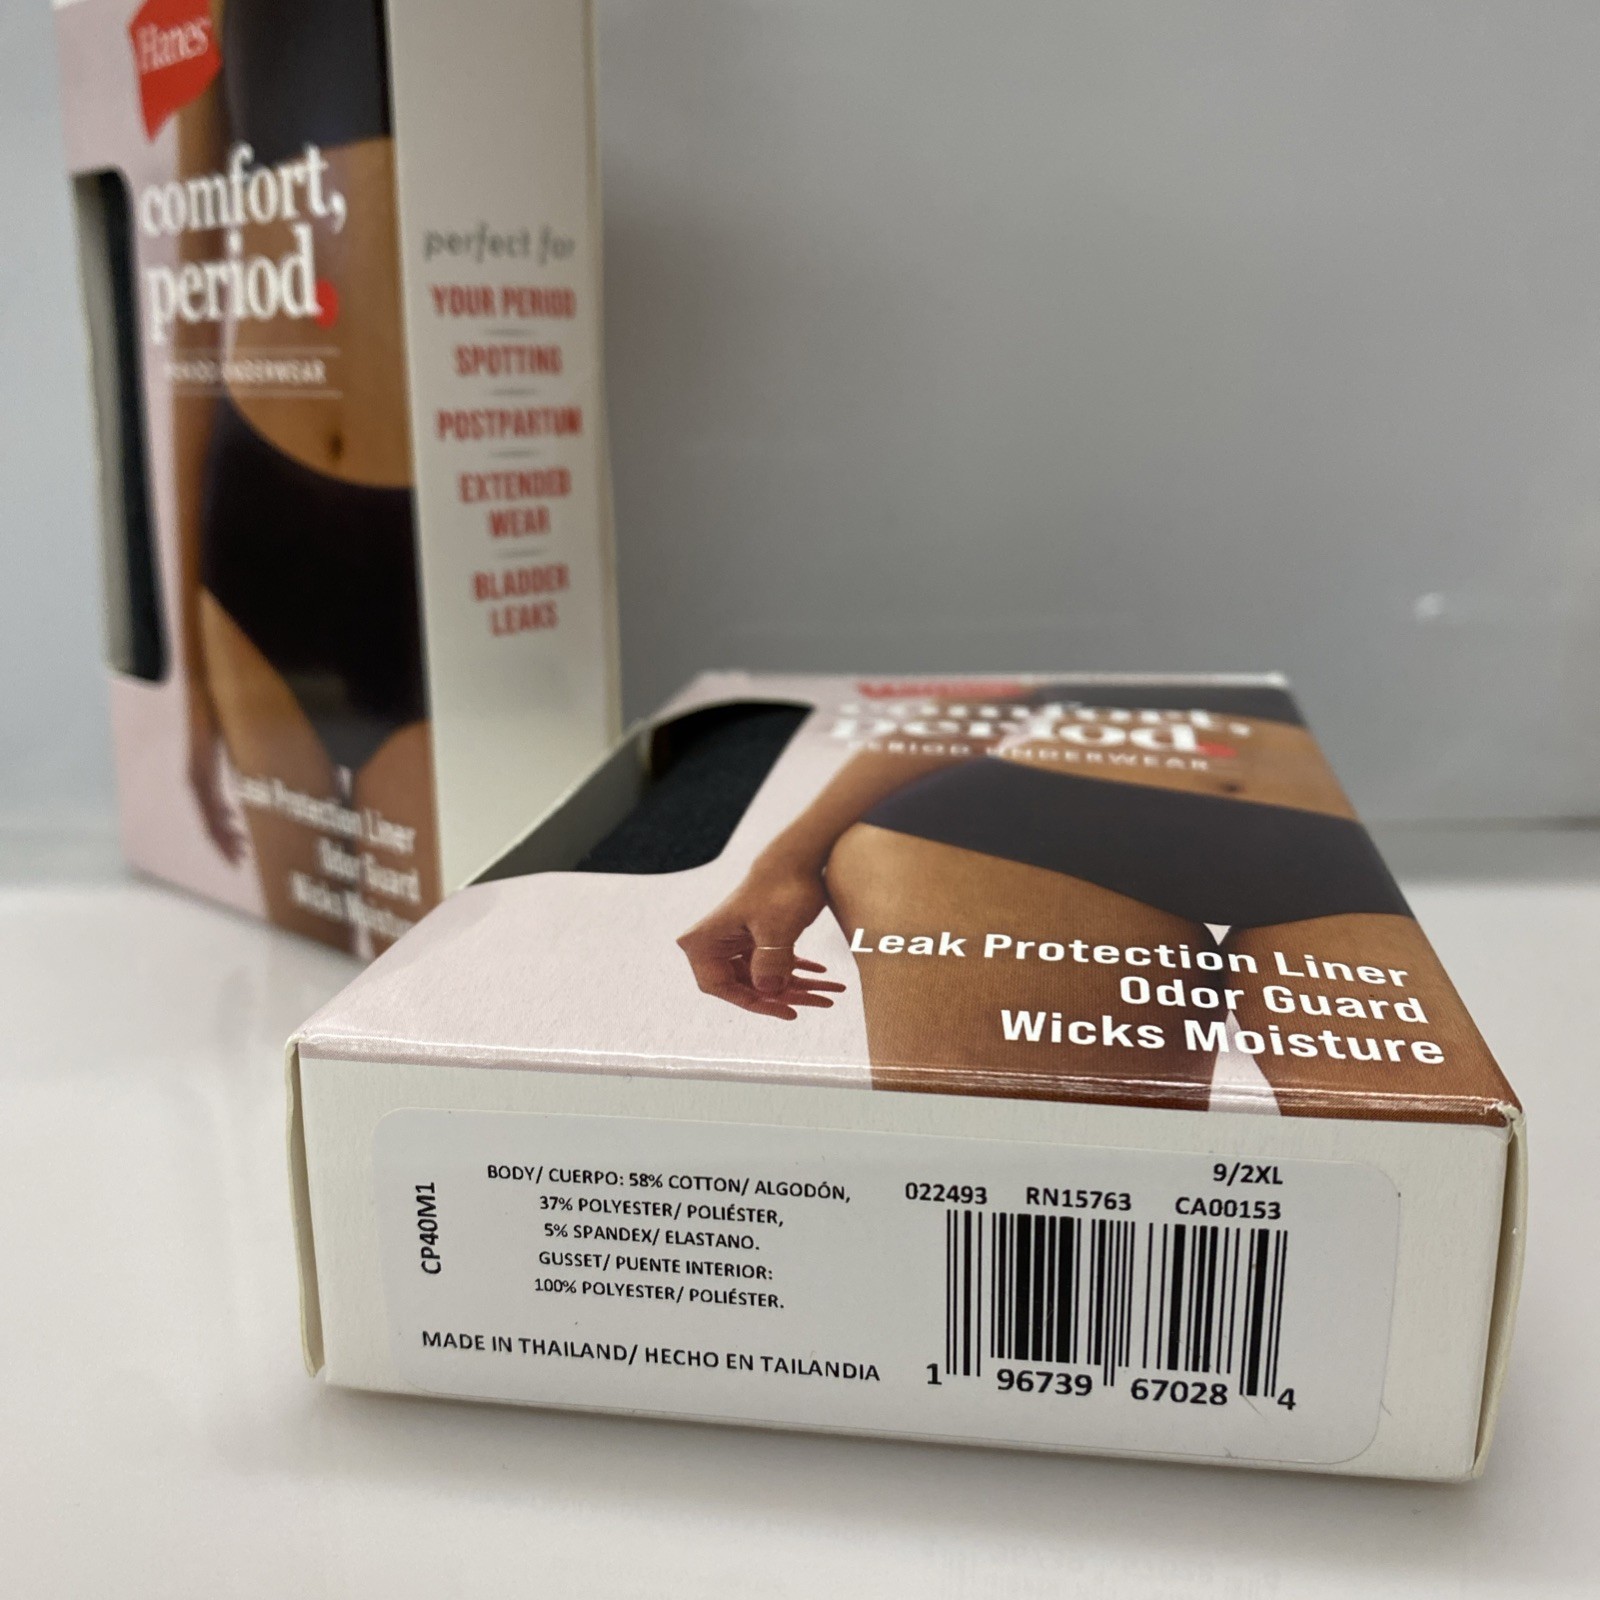 Hanes
comfort,
period.
PERIOD UNDERWEAR
Leak Protection Liner
Odor Guard
Wicks Moisture
perfect for
YOUR PERIOD
SPOTTING
POSTPARTUM
EXTENDED
WEAR
BLADDER
LEAKS
comfort,
period.
PERIOD UNDERWEAR
Leak Protection Liner
Odor Guard
Wicks Moisture
CP40M1
BODY/ CUERPO: 58% COTTON/ ALGODÓN,
37% POLYESTER/ POLIÉSTER,
5% SPANDEX/ ELASTANO.
GUSSET/ PUENTE INTERIOR:
100% POLYESTER/ POLIÉSTER.
MADE IN THAILAND/ HECHO EN TAILANDIA
9/2XL
022493 RN15763 CA00153
1 96739 67028 4